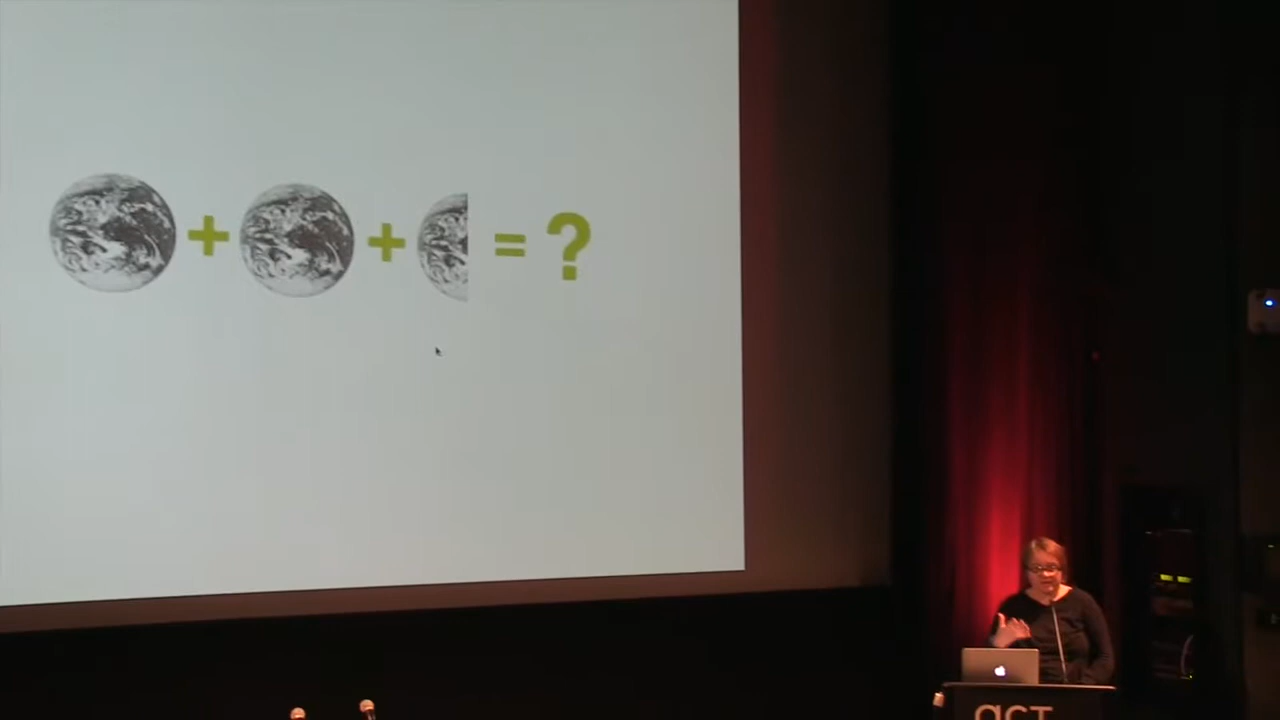 + + = ?
act